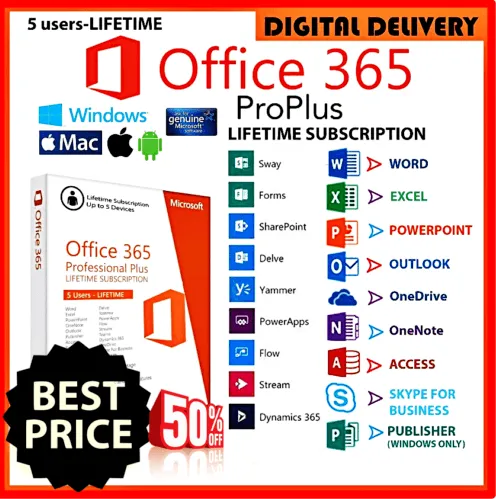 5 users-LIFETIME
DIGITAL DELIVERY
Office 365
ProPlus
LIFETIME SUBSCRIPTION
Windows
genuine
Microsoft
Mac
Sway
Forms
SharePoint
Delve
Yammer
PowerApps
Flow
Stream
Dynamics 365
WORD
EXCEL
POWERPOINT
OUTLOOK
OneDrive
OneNote
ACCESS
SKYPE FOR
BUSINESS
PUBLISHER
(WINDOWS ONLY)
Lifetime Subscription
Up to 5 Devices
Microsoft
Office 365
Office 365
Professional Plus
LIFETIME SUBSCRIPTION
5 Users - LIFETIME
BEST
PRICE
50%
OFF